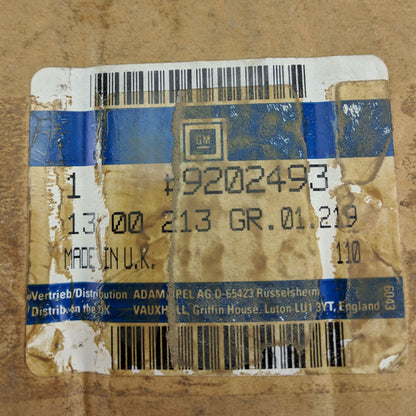 GM
1 #9202493
13 00 213 GR.01.219
MADE IN U.K. 110
Vertrieb/Distribution ADAM OPEL AG D-65423 Rüsselsheim
Distrib. in the UK VAUXHALL, Griffin House, Luton LU1 3YT, England
6043